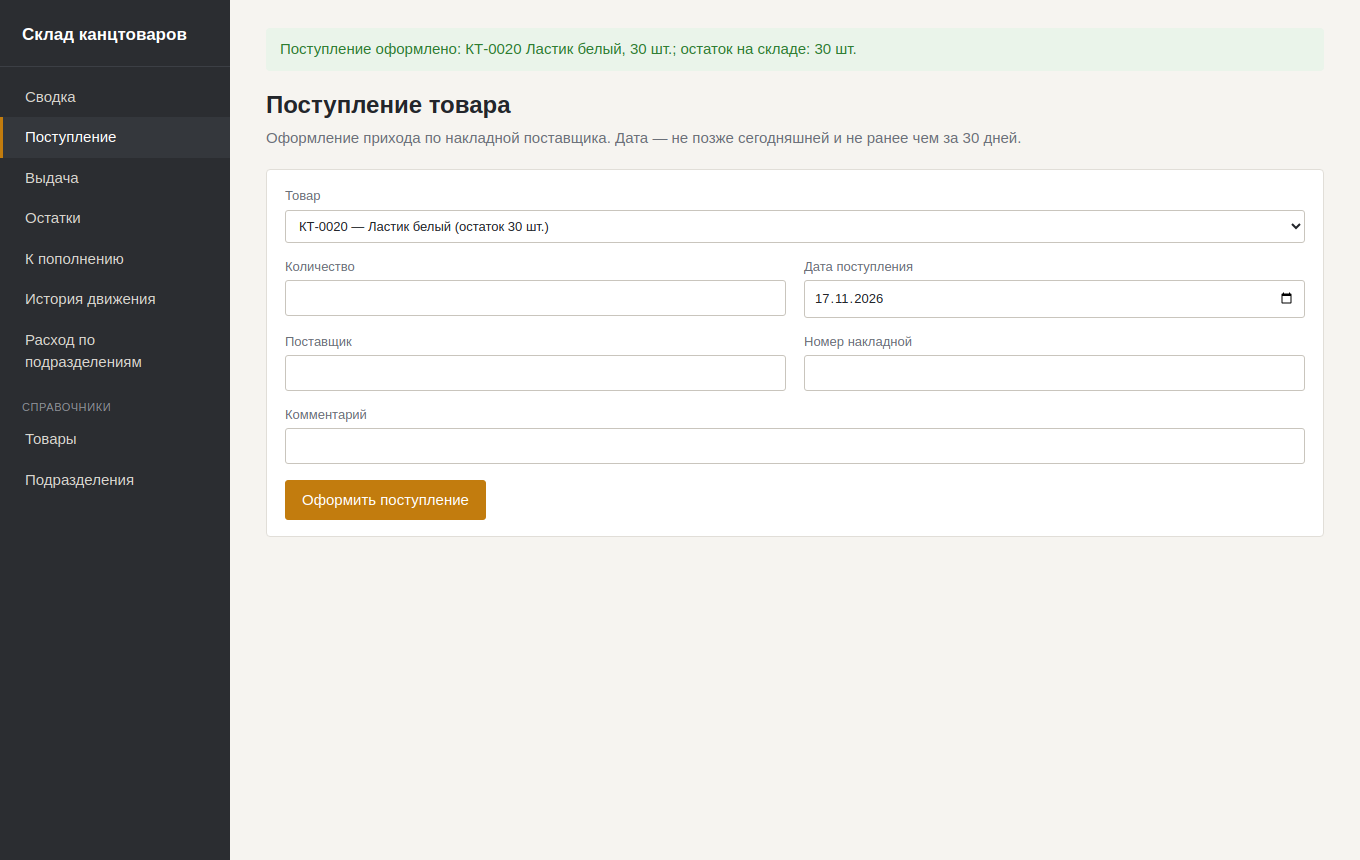 Склад канцтоваров
Сводка
Поступление
Выдача
Остатки
К пополнению
История движения
Расход по
подразделениям
СПРАВОЧНИКИ
Товары
Подразделения
Поступление оформлено: КТ-0020 Ластик белый, 30 шт.; остаток на складе: 30 шт.
Поступление товара
Оформление прихода по накладной поставщика. Дата — не позже сегодняшней и не ранее чем за 30 дней.
Товар
КТ-0020 — Ластик белый (остаток 30 шт.)
Количество
Дата поступления
17.11.2026
Поставщик
Номер накладной
Комментарий
Оформить поступление